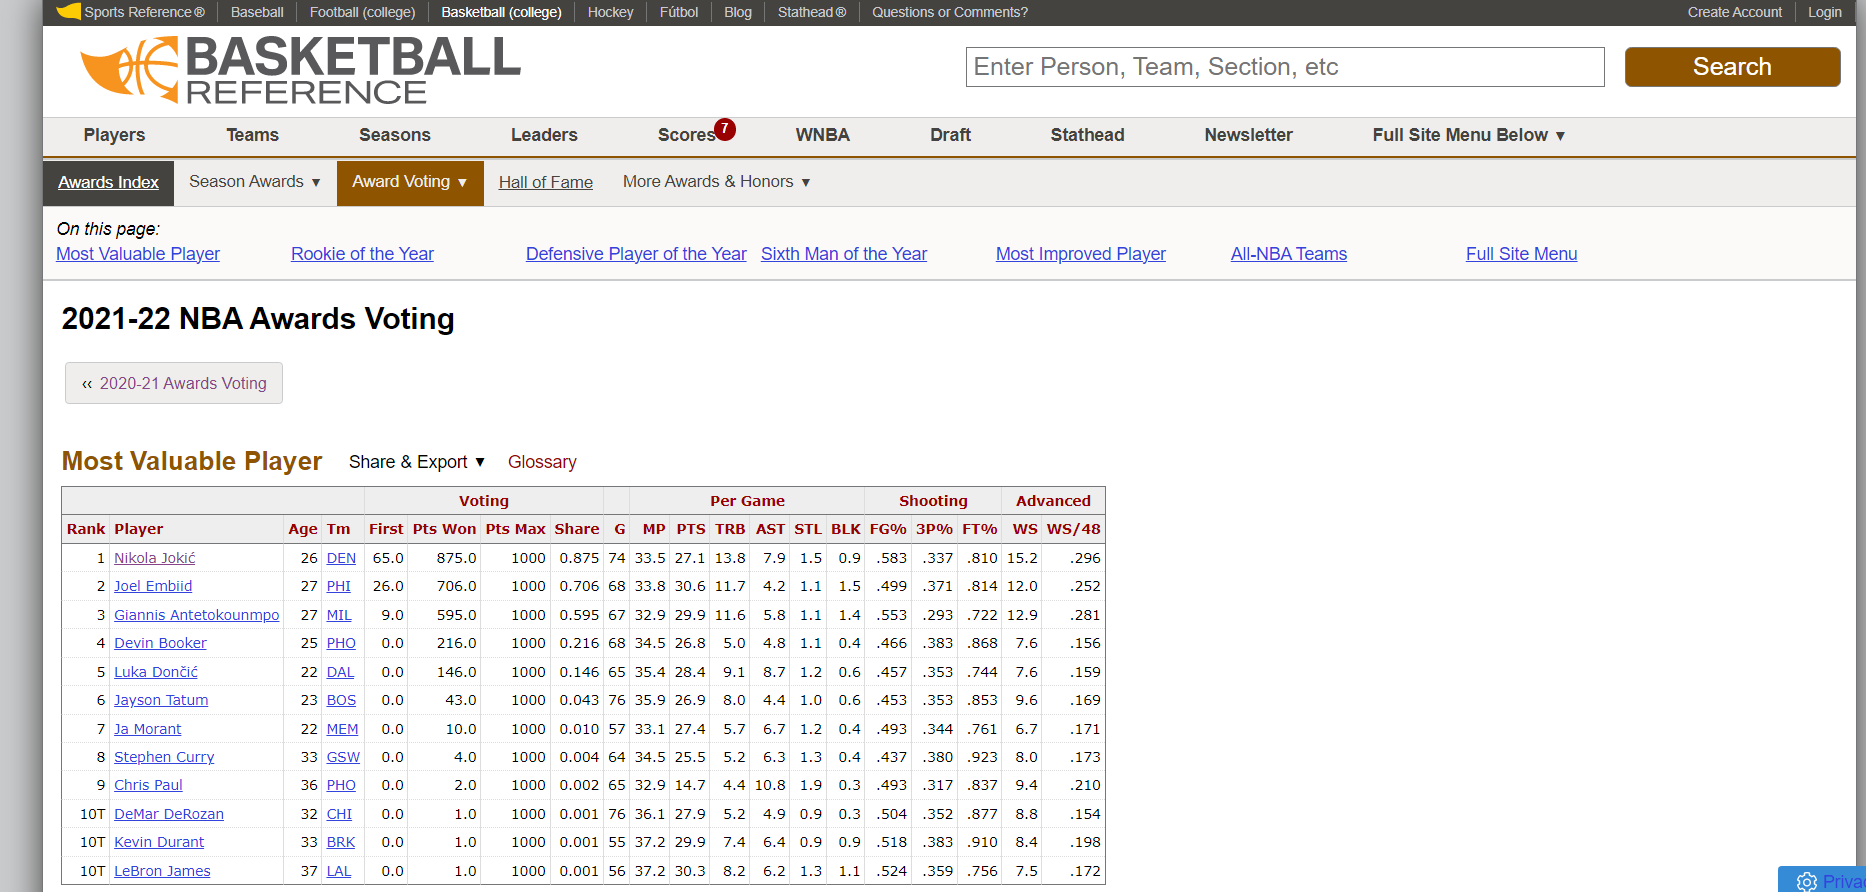 Sports Reference® Baseball Football (college) Basketball (college) Hockey Fútbol Blog Stathead® Questions or Comments? Create Account Login
BASKETBALL
REFERENCE
Enter Person, Team, Section, etc Search
Players Teams Seasons Leaders Scores 7 WNBA Draft Stathead Newsletter Full Site Menu Below ▼
Awards Index Season Awards ▼ Award Voting ▼ Hall of Fame More Awards & Honors ▼
On this page:
Most Valuable Player Rookie of the Year Defensive Player of the Year Sixth Man of the Year Most Improved Player All-NBA Teams Full Site Menu
2021-22 NBA Awards Voting
‹‹ 2020-21 Awards Voting
Most Valuable Player Share & Export ▼ Glossary
Voting Per Game Shooting Advanced
Rank Player Age Tm First Pts Won Pts Max Share G MP PTS TRB AST STL BLK FG% 3P% FT% WS WS/48
1 Nikola Jokić 26 DEN 65.0 875.0 1000 0.875 74 33.5 27.1 13.8 7.9 1.5 0.9 .583 .337 .810 15.2 .296
2 Joel Embiid 27 PHI 26.0 706.0 1000 0.706 68 33.8 30.6 11.7 4.2 1.1 1.5 .499 .371 .814 12.0 .252
3 Giannis Antetokounmpo 27 MIL 9.0 595.0 1000 0.595 67 32.9 29.9 11.6 5.8 1.1 1.4 .553 .293 .722 12.9 .281
4 Devin Booker 25 PHO 0.0 216.0 1000 0.216 68 34.5 26.8 5.0 4.8 1.1 0.4 .466 .383 .868 7.6 .156
5 Luka Dončić 22 DAL 0.0 146.0 1000 0.146 65 35.4 28.4 9.1 8.7 1.2 0.6 .457 .353 .744 7.6 .159
6 Jayson Tatum 23 BOS 0.0 43.0 1000 0.043 76 35.9 26.9 8.0 4.4 1.0 0.6 .453 .353 .853 9.6 .169
7 Ja Morant 22 MEM 0.0 10.0 1000 0.010 57 33.1 27.4 5.7 6.7 1.2 0.4 .493 .344 .761 6.7 .171
8 Stephen Curry 33 GSW 0.0 4.0 1000 0.004 64 34.5 25.5 5.2 6.3 1.3 0.4 .437 .380 .923 8.0 .173
9 Chris Paul 36 PHO 0.0 2.0 1000 0.002 65 32.9 14.7 4.4 10.8 1.9 0.3 .493 .317 .837 9.4 .210
10T DeMar DeRozan 32 CHI 0.0 1.0 1000 0.001 76 36.1 27.9 5.2 4.9 0.9 0.3 .504 .352 .877 8.8 .154
10T Kevin Durant 33 BRK 0.0 1.0 1000 0.001 55 37.2 29.9 7.4 6.4 0.9 0.9 .518 .383 .910 8.4 .198
10T LeBron James 37 LAL 0.0 1.0 1000 0.001 56 37.2 30.3 8.2 6.2 1.3 1.1 .524 .359 .756 7.5 .172